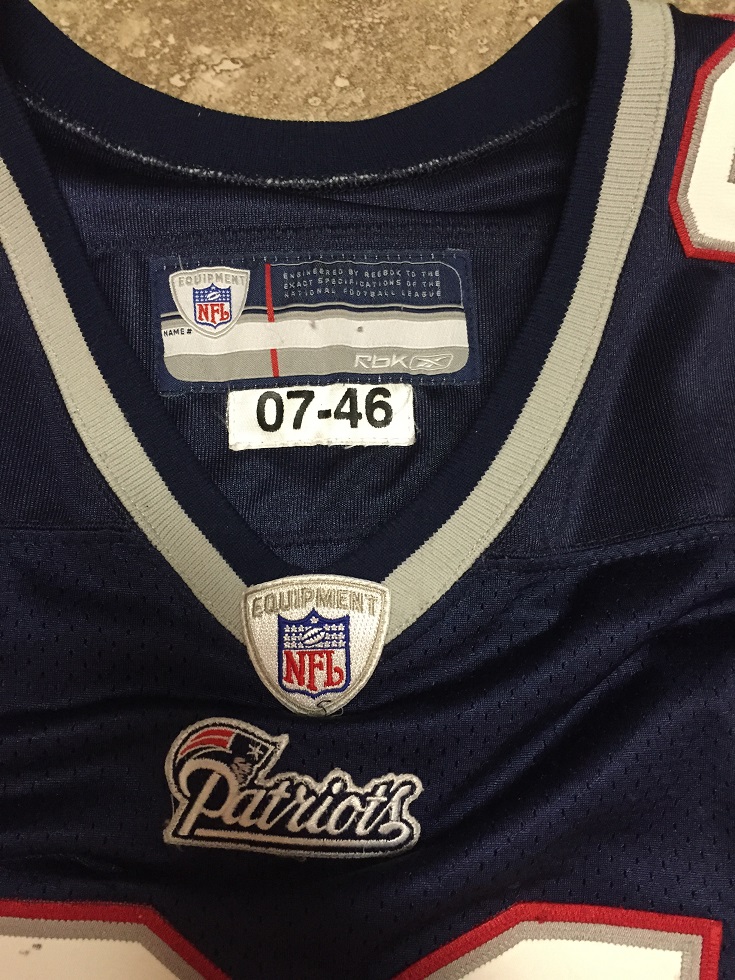 EQUIPMENT
NFL
ENGINEERED BY REEBOK TO THE
EXACT SPECIFICATIONS OF THE
NATIONAL FOOTBALL LEAGUE
NAME #
Rbk
07-46
EQUIPMENT
NFL
Patriots